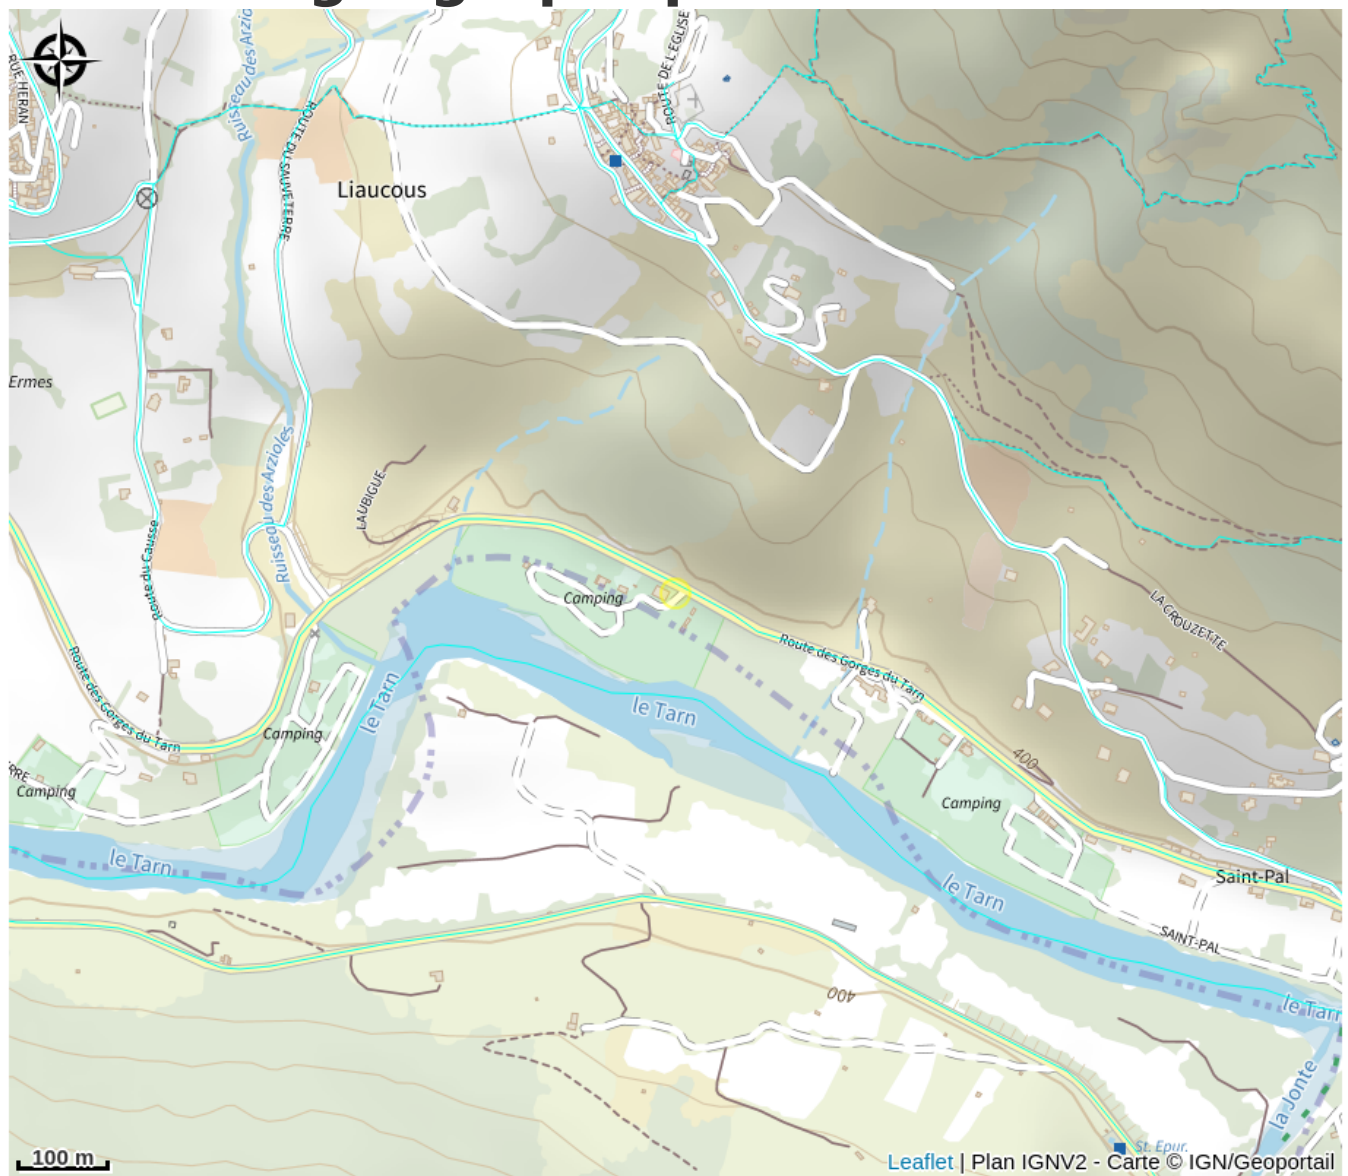 Ruisseau des Arzio
ROUTE DE L'EGLISE
RUE HERAN
ROUTE DU SAUVETERRE
Liaucous
Ermes
Ruisseau des Arzioles
LAUBIGUE
Route du Causse
Camping
LA CROUZETTE
Route des Gorges du Tarn
Route des Gorges du Tarn
le Tarn
le Tarn
Camping
400
ERRE
Camping
Camping
le Tarn
Saint-Pal
le Tarn
SAINT-PAL
400
le Tarn
la Jonte
St. Epur.
100 m
Leaflet | Plan IGNV2 - Carte © IGN/Geoportail